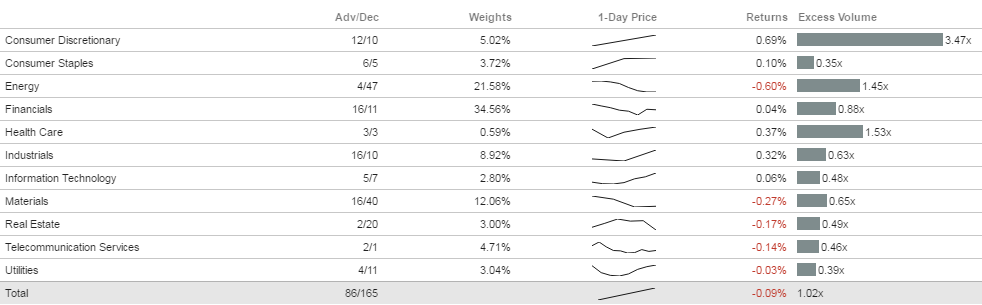 Adv/Dec Weights 1-Day Price Returns Excess Volume
Consumer Discretionary 12/10 5.02% 0.69% 3.47x
Consumer Staples 6/5 3.72% 0.10% 0.35x
Energy 4/47 21.58% -0.60% 1.45x
Financials 16/11 34.56% 0.04% 0.88x
Health Care 3/3 0.59% 0.37% 1.53x
Industrials 16/10 8.92% 0.32% 0.63x
Information Technology 5/7 2.80% 0.06% 0.48x
Materials 16/40 12.06% -0.27% 0.65x
Real Estate 2/20 3.00% -0.17% 0.49x
Telecommunication Services 2/1 4.71% -0.14% 0.46x
Utilities 4/11 3.04% -0.03% 0.39x
Total 86/165 -0.09% 1.02x